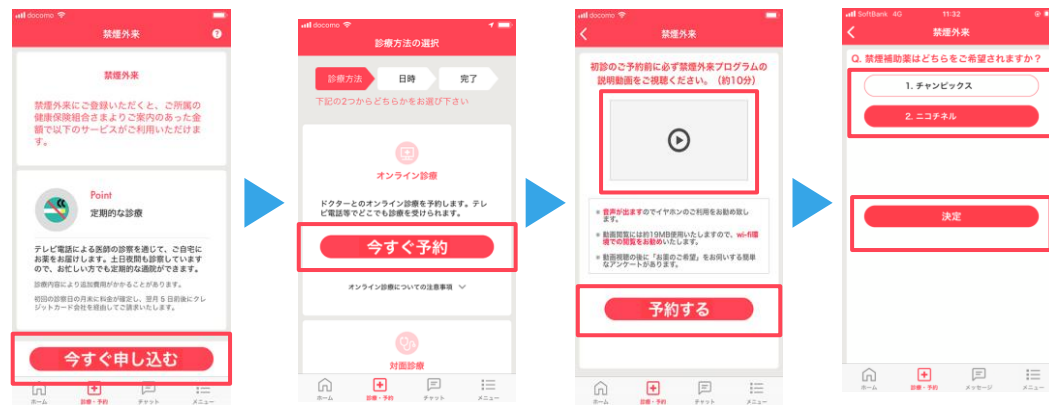 docomo
禁煙外来
?
禁煙外来
禁煙外来にご登録いただくと、ご所属の
健康保険組合さまよりご案内のあった金
額で以下のサービスがご利用いただけま
す。
Point
定期的な診療
テレビ電話による医師の診察を通じて、ご自宅に
お薬をお届けします。土日夜間も診察しています
ので、お忙しい方でも定期的な通院ができます。
診療内容により追加費用がかかることがあります。
初回の診察日の月末に料金が確定し、翌月 5 日前後にクレ
ジットカード会社を経由してご請求いたします。
今すぐ申し込む
ホーム
診療・予約
チャット
メニュー
docomo
診療方法の選択
診療方法
日時
完了
下記の2つからどちらかをお選び下さい
オンライン診療
ドクターとのオンライン診療を予約します。テレ
ビ電話等でどこでも診療を受けられます。
今すぐ予約
オンライン診療についての注意事項
対面診療
ホーム
診療・予約
チャット
メニュー
docomo
禁煙外来
初診のご予約前に必ず禁煙外来プログラムの
説明動画をご視聴ください。（約10分）
※ 音声が出ますのでイヤホンのご利用をお勧め致し
ます。
※ 動画閲覧には約19MB使用いたしますので、wi-fi環
境での閲覧をお勧めいたします。
※ 動画視聴の後に「お薬のご希望」をお伺いする簡単
なアンケートがあります。
予約する
ホーム
診療・予約
チャット
メニュー
SoftBank 4G
11:32
禁煙外来
Q. 禁煙補助薬はどちらをご希望されますか？
1. チャンピックス
2. ニコチネル
決定
ホーム
診療・予約
メッセージ
メニュー